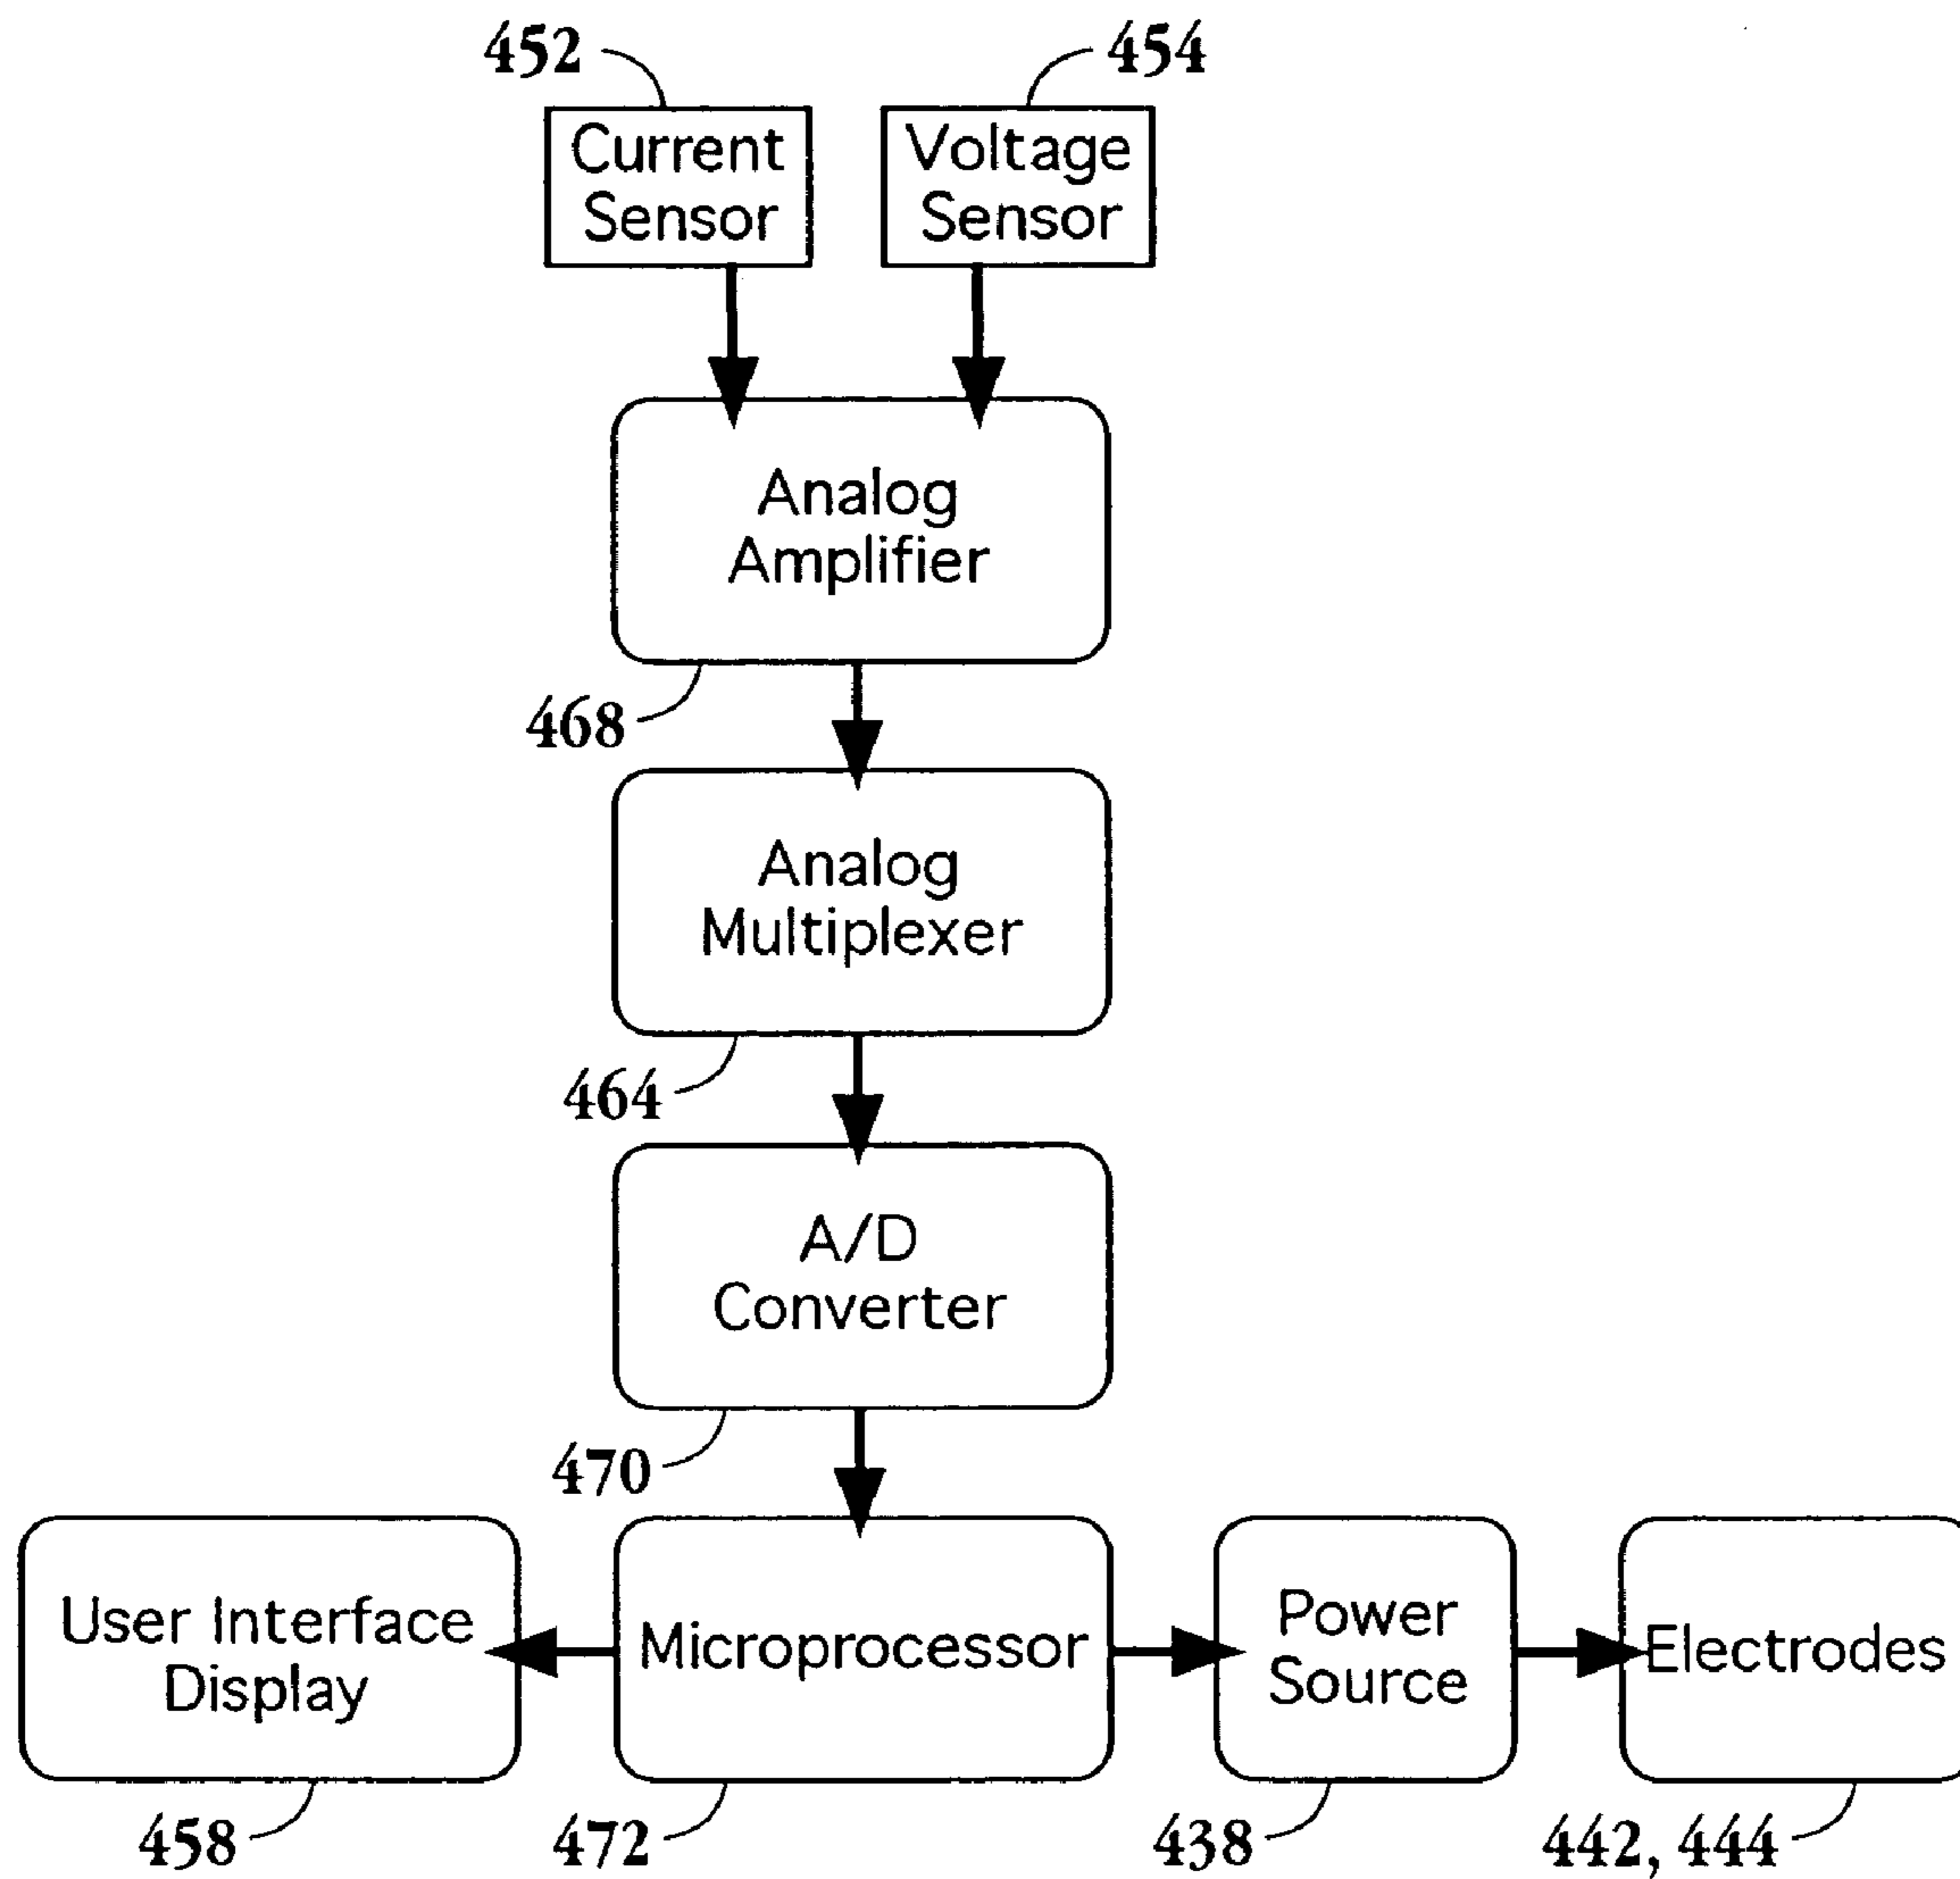 452
454
Current
Sensor
Voltage
Sensor
Analog
Amplifier
468
Analog
Multiplexer
464
A/D
Converter
470
User Interface
Display
Microprocessor
Power
Source
Electrodes
458
472
438
442, 444